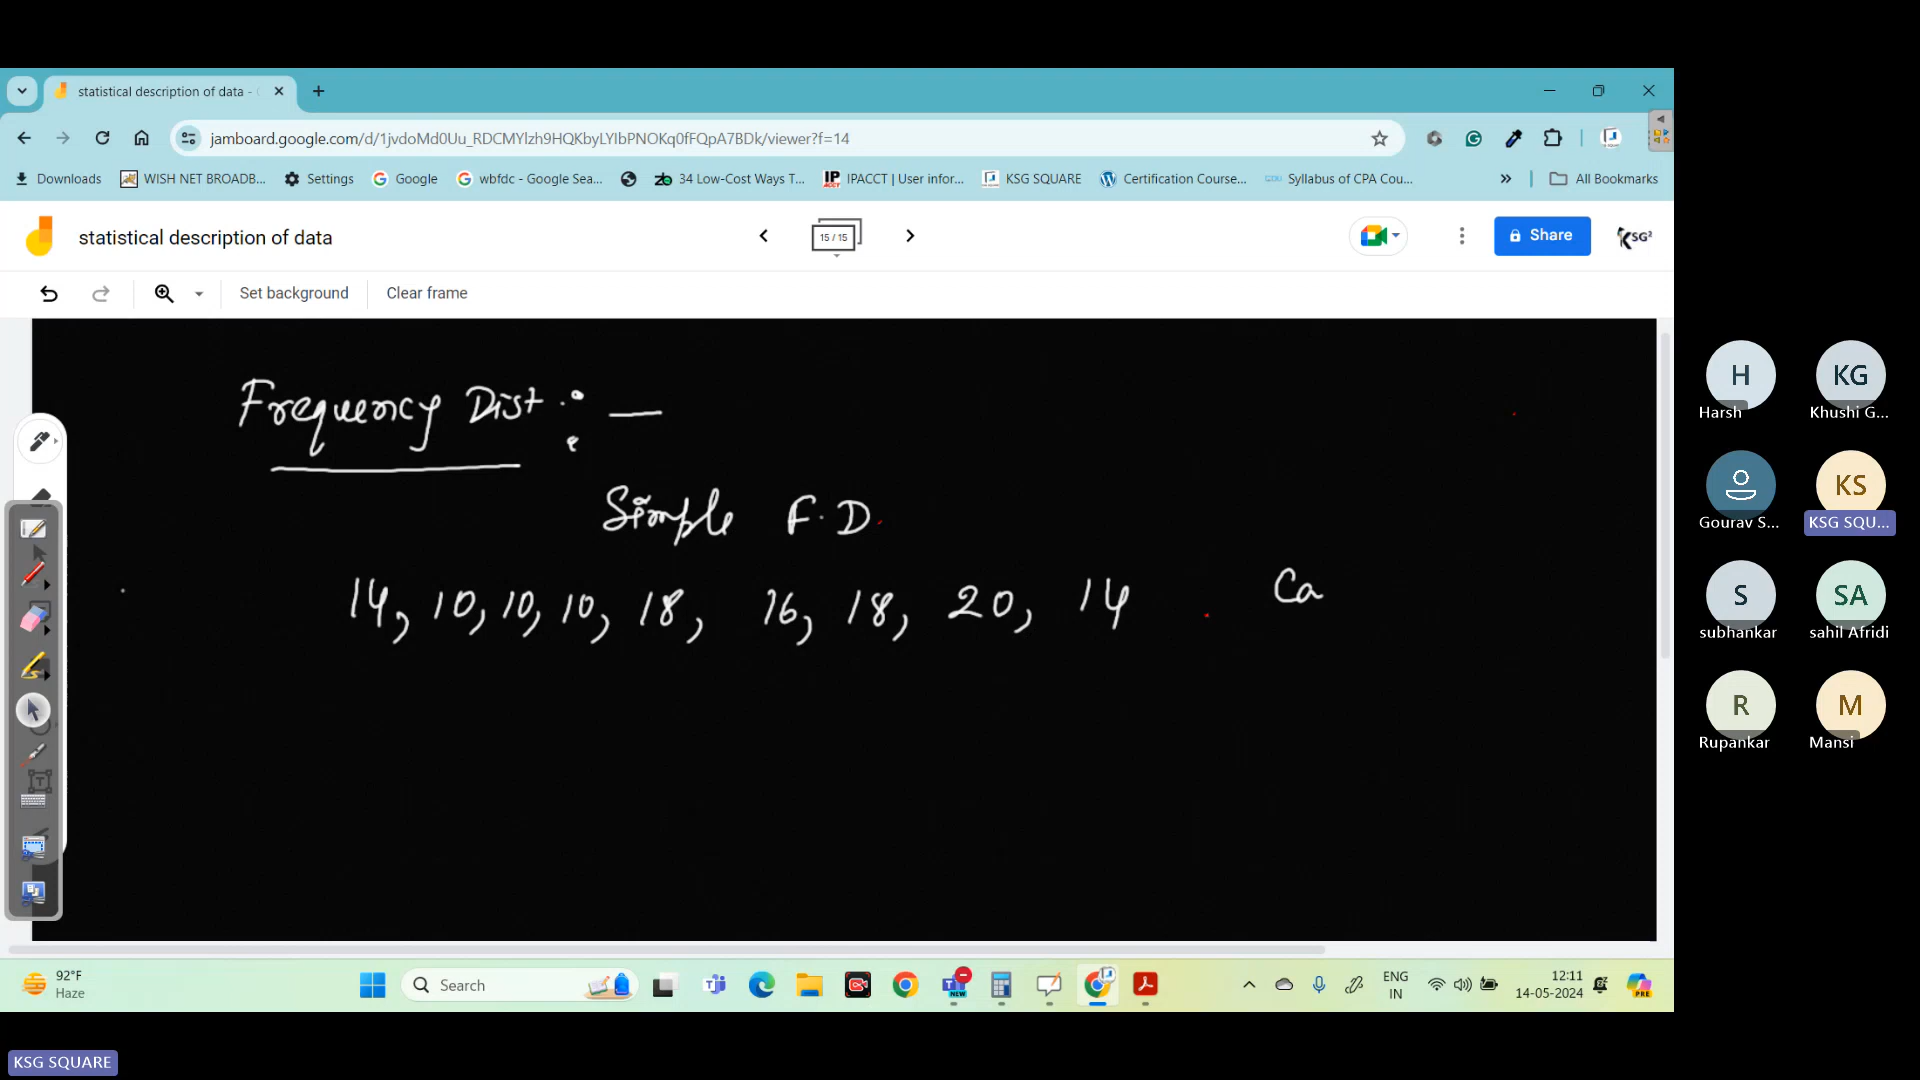 statistical description of data -
jamboard.google.com/d/1jvdoMd0Uu_RDCMYlzh9HQKbyLYlbPNOKq0fFQpA7BDk/viewer?f=14
Downloads WISH NET BROADB... Settings Google wbfdc - Google Sea... 34 Low-Cost Ways T... IPACCT | User infor... KSG SQUARE Certification Course... Syllabus of CPA Cou... » All Bookmarks
statistical description of data 15 / 15 Share KSG²
Set background Clear frame
Frequency Dist : —
Simple F.D.
14, 10, 10, 10, 18, 16, 18, 20, 14 Ca
H KG
Harsh Khushi G...
KS
Gourav S... KSG SQU...
S SA
subhankar sahil Afridi
R M
Rupankar Mansi
92°F
Haze
Search
ENG
IN
12:11
14-05-2024
KSG SQUARE